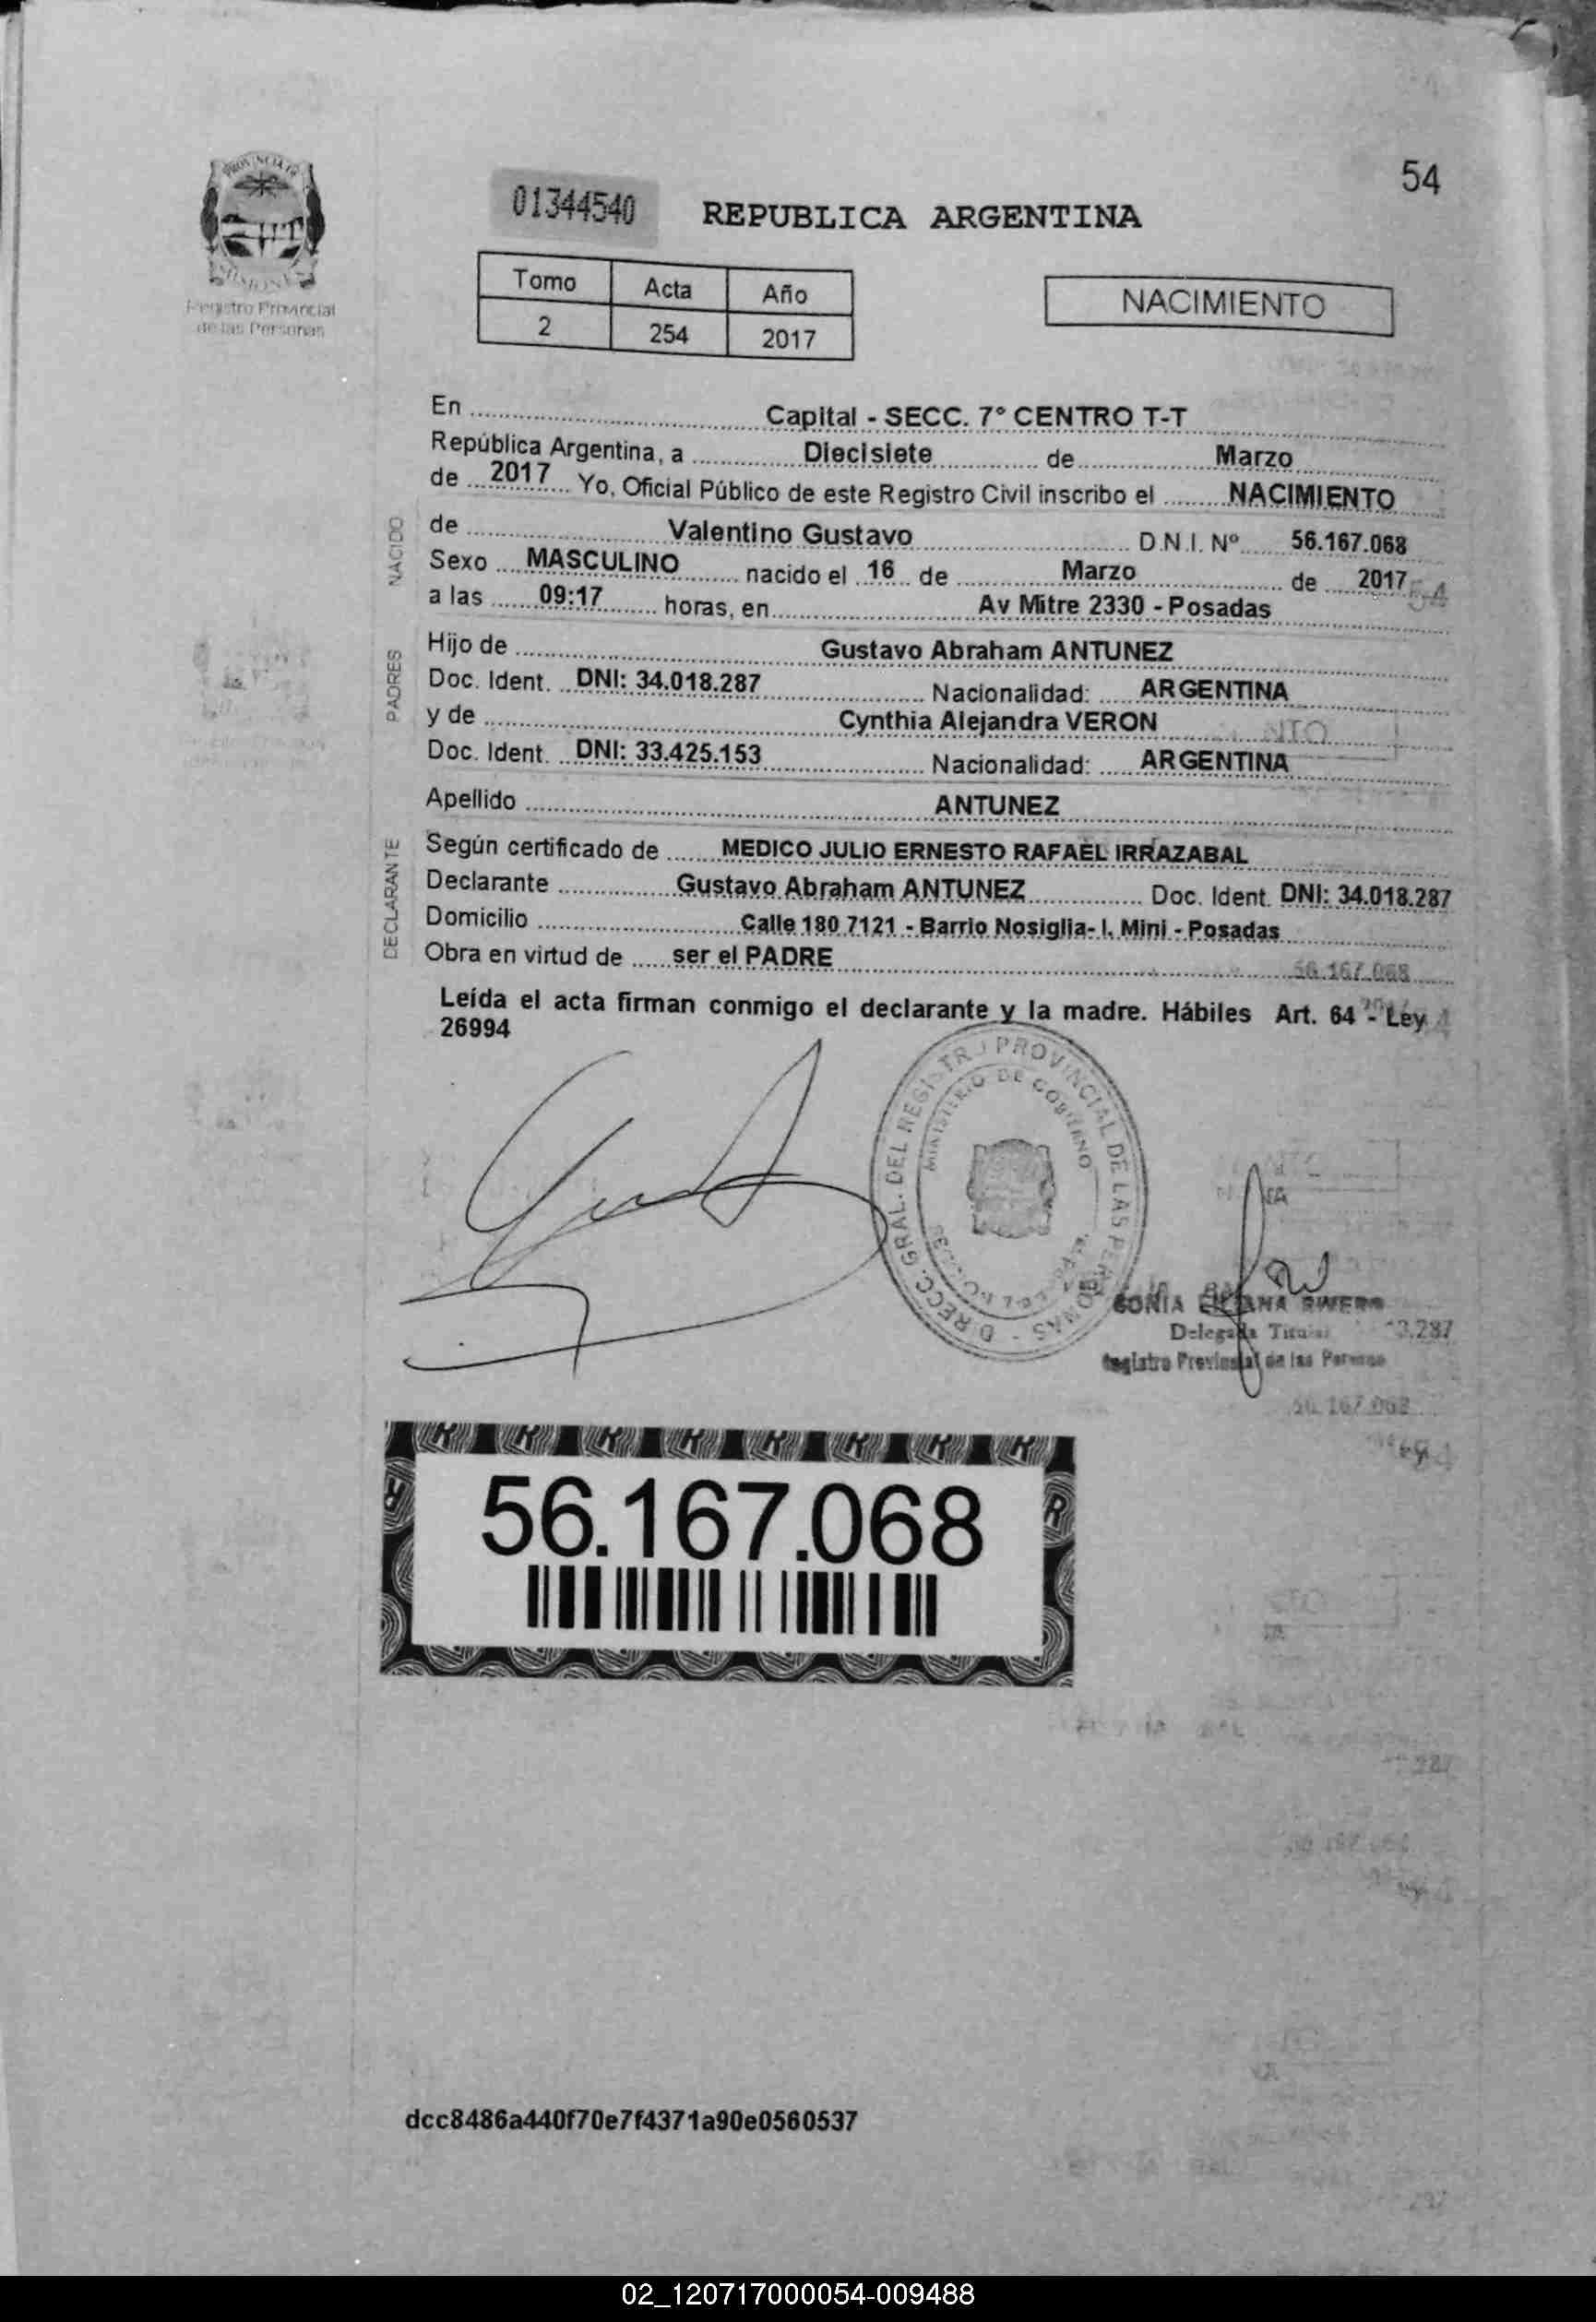 54
01344540
REPUBLICA ARGENTINA
PROVINCIA DE
MISIONES
Registro Provincial
de las Personas
Tomo Acta Año
2 254 2017
NACIMIENTO
En Capital - SECC. 7° CENTRO T-T
República Argentina, a Diecisiete de Marzo
de 2017 Yo, Oficial Público de este Registro Civil inscribo el NACIMIENTO
NACIDO
de Valentino Gustavo D.N.I. Nº 56.167.068
Sexo MASCULINO nacido el 16 de Marzo de 2017
a las 09:17 horas, en Av Mitre 2330 - Posadas
PADRES
Hijo de Gustavo Abraham ANTUNEZ
Doc. Ident. DNI: 34.018.287 Nacionalidad: ARGENTINA
y de Cynthia Alejandra VERON
Doc. Ident. DNI: 33.425.153 Nacionalidad: ARGENTINA
Apellido ANTUNEZ
DECLARANTE
Según certificado de MEDICO JULIO ERNESTO RAFAEL IRRAZABAL
Declarante Gustavo Abraham ANTUNEZ Doc. Ident. DNI: 34.018.287
Domicilio Calle 180 7121 - Barrio Nosiglia- I. Mini - Posadas
Obra en virtud de ser el PADRE
Leída el acta firman conmigo el declarante y la madre. Hábiles Art. 64 - Ley
26994
DIRECC. GRAL. DEL REGISTRO PROVINCIAL DE LAS PERSONAS
MINISTERIO DE GOBIERNO
SONIA
Delegada Titular
Registro Provincial de las Personas
56.167.068
dcc8486a440f70e7f4371a90e0560537
02_120717000054-009488